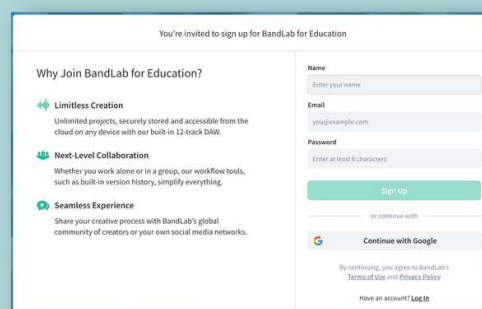 You're invited to sign up for BandLab for Education
Why Join BandLab for Education?
Limitless Creation
Unlimited projects, securely stored and accessible from the
cloud on any device with our built-in 12-track DAW.
Next-Level Collaboration
Whether you work alone or in a group, our workflow tools,
such as built-in version history, simplify everything.
Seamless Experience
Share your creative process with BandLab's global
community of creators or your own social media networks.
Name
Enter your name
Email
you@example.com
Password
Enter at least 6 characters
Sign Up
or continue with
Continue with Google
By continuing, you agree to BandLab's
Terms of Use and Privacy Policy
Have an account? Log In